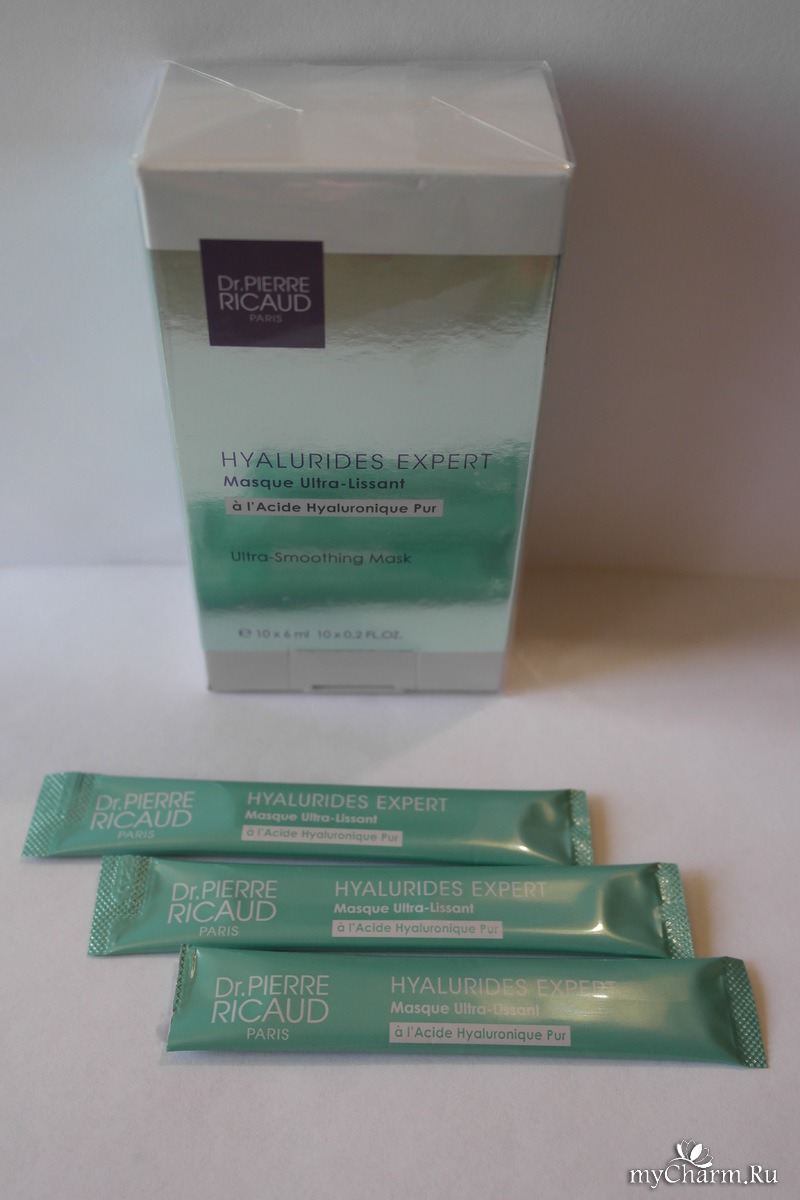 Dr.PIERRE
RICAUD
PARIS
HYALURIDES EXPERT
Masque Ultra-Lissant
à l'Acide Hyaluronique Pur
Ultra-Smoothing Mask
℮ 10 x 6 ml 10 x 0.2 FL.OZ.
Dr.PIERRE
RICAUD
PARIS
HYALURIDES EXPERT
Masque Ultra-Lissant
à l'Acide Hyaluronique Pur
Dr.PIERRE
RICAUD
PARIS
HYALURIDES EXPERT
Masque Ultra-Lissant
à l'Acide Hyaluronique Pur
Dr.PIERRE
RICAUD
PARIS
HYALURIDES EXPERT
Masque Ultra-Lissant
à l'Acide Hyaluronique Pur
myCharm.Ru